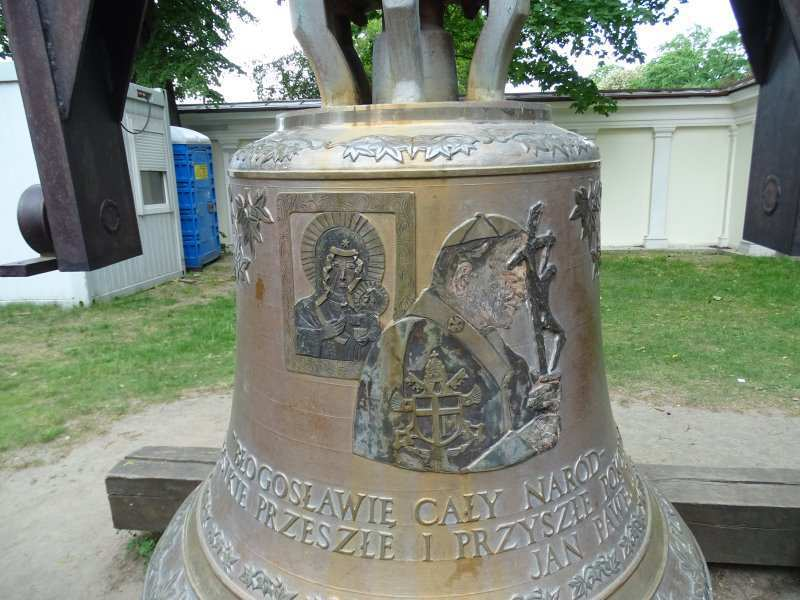 BŁOGOSŁAWIĘ CAŁY NARÓD-
PRZESZŁE I PRZYSZŁE
JAN PAWEŁ